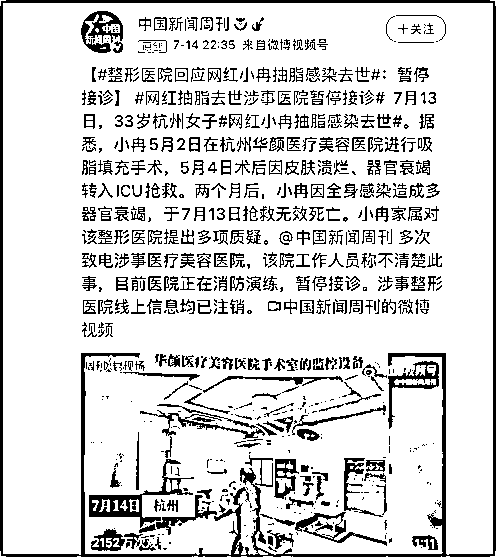 中国新闻周刊
+关注
7-14 22:35 来自微博视频号
【#整形医院回应网红小冉抽脂感染去世#：暂停
接诊】 #网红抽脂去世涉事医院暂停接诊# 7月13
日，33岁杭州女子#网红小冉抽脂感染去世#。据
悉，小冉5月2日在杭州华颜医疗美容医院进行吸
脂填充手术，5月4日术后因皮肤溃烂、器官衰竭
转入ICU抢救。两个月后，小冉因全身感染造成多
器官衰竭，于7月13日抢救无效死亡。小冉家属对
该整形医院提出多项质疑。@中国新闻周刊 多次
致电涉事医疗美容医院，该院工作人员称不清楚此
事，目前医院正在消防演练，暂停接诊。涉事整形
医院线上信息均已注销。 中国新闻周刊的微博
视频
华颜医疗美容医院手术室的监控设备
7月14日 杭州
2152万次
1:11